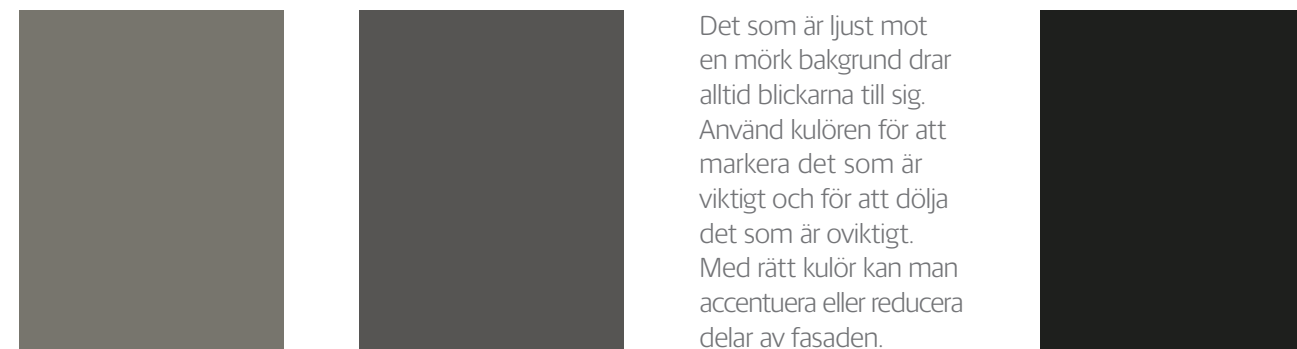 Det som är ljust mot
en mörk bakgrund drar
alltid blickarna till sig.
Använd kulören för att
markera det som är
viktigt och för att dölja
det som är oviktigt.
Med rätt kulör kan man
accentuera eller reducera
delar av fasaden.